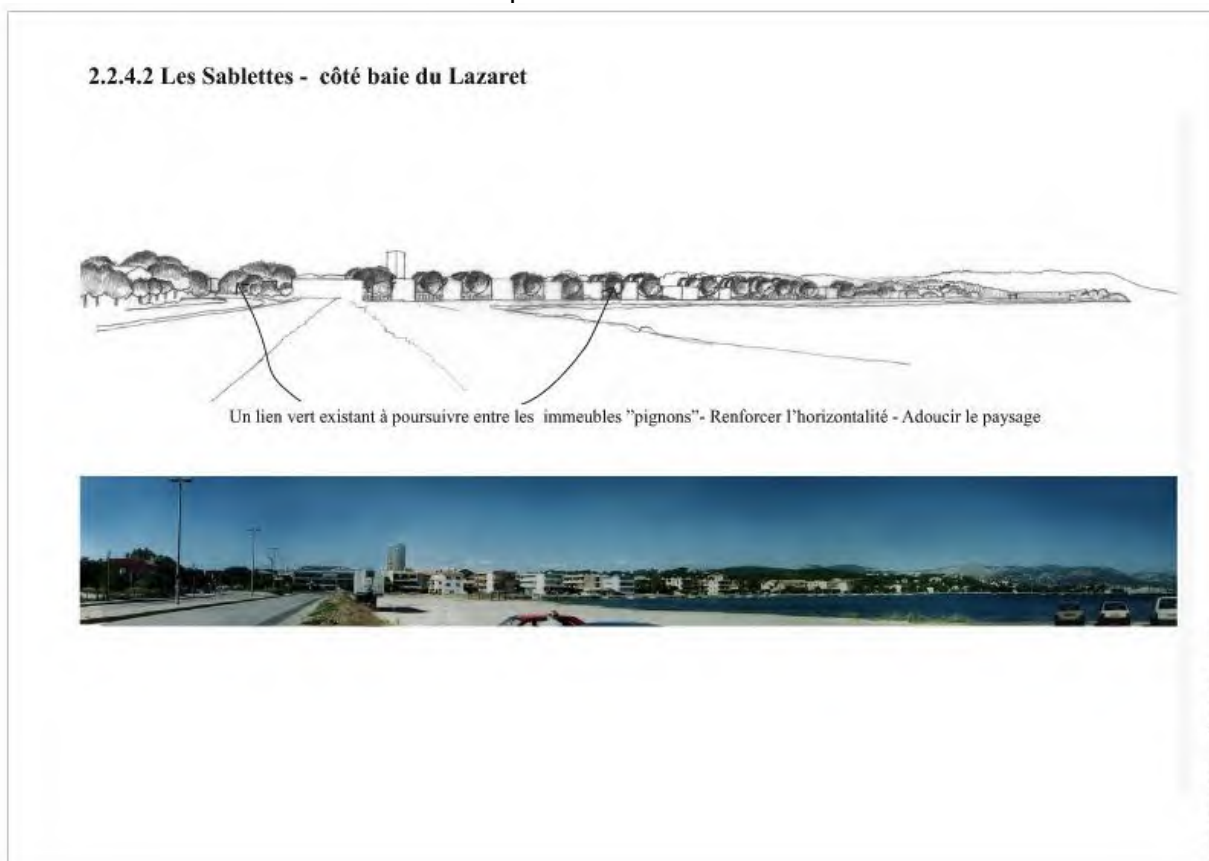 2.2.4.2 Les Sablettes - côté baie du Lazaret
Un lien vert existant à poursuivre entre les immeubles "pignons"- Renforcer l'horizontalité - Adoucir le paysage